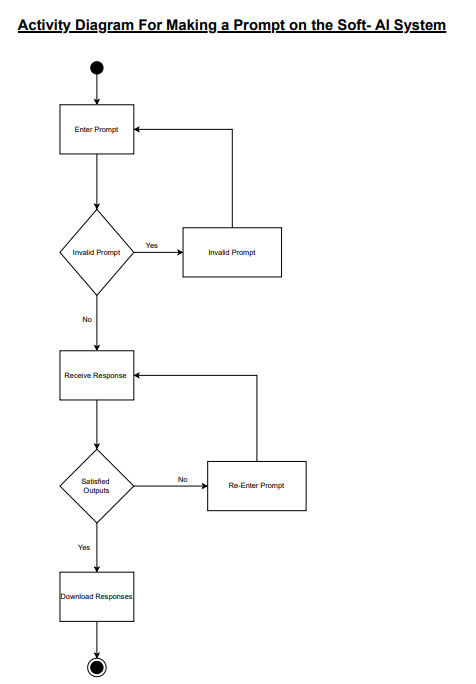 Activity Diagram For Making a Prompt on the Soft- AI System
Enter Prompt
Invalid Prompt
Yes
Invalid Prompt
No
Receive Response
Satisfied
Outputs
No
Re-Enter Prompt
Yes
Download Responses